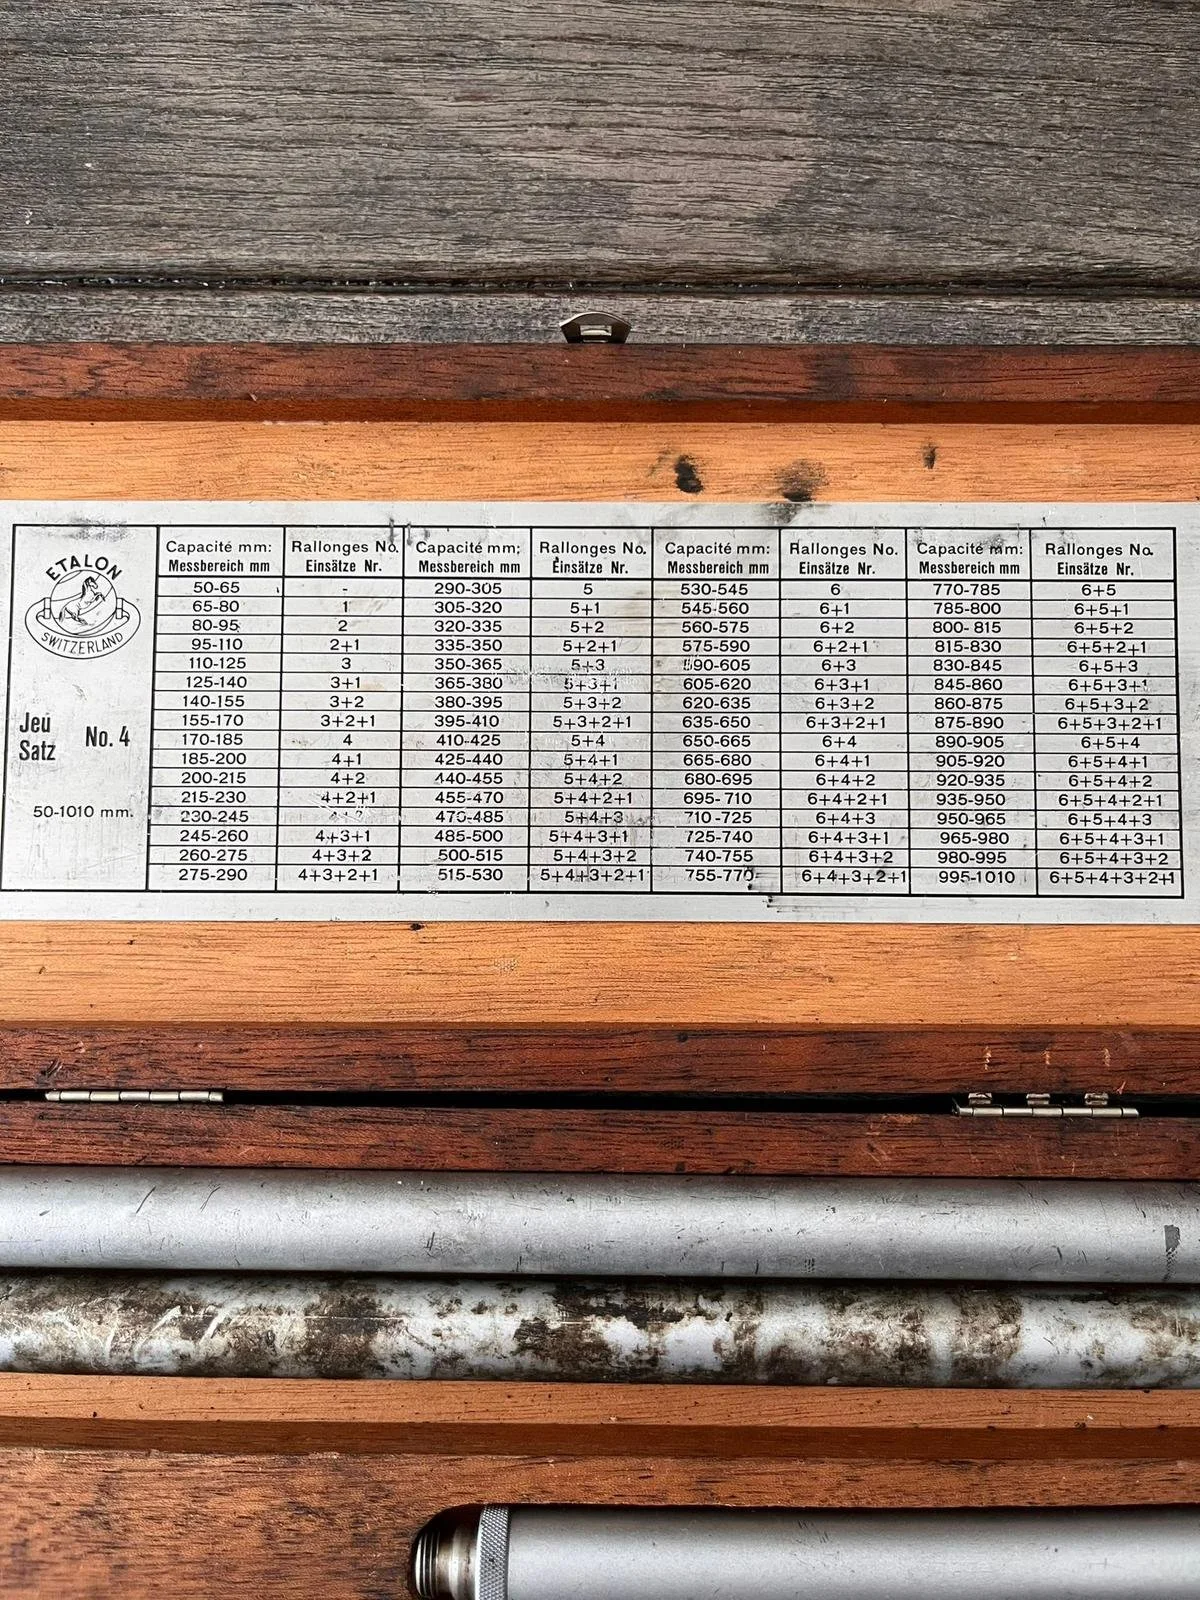 ETALON
SWITZERLAND
Jeu
Satz
No. 4
50-1010 mm.
Capacité mm: Rallonges No. Capacité mm: Rallonges No. Capacité mm: Rallonges No. Capacité mm: Rallonges No.
Messbereich mm Einsätze Nr. Messbereich mm Einsätze Nr. Messbereich mm Einsätze Nr. Messbereich mm Einsätze Nr.
50-65 - 290-305 5 530-545 6 770-785 6+5
65-80 1 305-320 5+1 545-560 6+1 785-800 6+5+1
80-95 2 320-335 5+2 560-575 6+2 800-815 6+5+2
95-110 2+1 335-350 5+2+1 575-590 6+2+1 815-830 6+5+2+1
110-125 3 350-365 5+3 590-605 6+3 830-845 6+5+3
125-140 3+1 365-380 5+3+1 605-620 6+3+1 845-860 6+5+3+1
140-155 3+2 380-395 5+3+2 620-635 6+3+2 860-875 6+5+3+2
155-170 3+2+1 395-410 5+3+2+1 635-650 6+3+2+1 875-890 6+5+3+2+1
170-185 4 410-425 5+4 650-665 6+4 890-905 6+5+4
185-200 4+1 425-440 5+4+1 665-680 6+4+1 905-920 6+5+4+1
200-215 4+2 440-455 5+4+2 680-695 6+4+2 920-935 6+5+4+2
215-230 4+2+1 455-470 5+4+2+1 695-710 6+4+2+1 935-950 6+5+4+2+1
230-245 4+3 470-485 5+4+3 710-725 6+4+3 950-965 6+5+4+3
245-260 4+3+1 485-500 5+4+3+1 725-740 6+4+3+1 965-980 6+5+4+3+1
260-275 4+3+2 500-515 5+4+3+2 740-755 6+4+3+2 980-995 6+5+4+3+2
275-290 4+3+2+1 515-530 5+4+3+2+1 755-770 6+4+3+2+1 995-1010 6+5+4+3+2+1